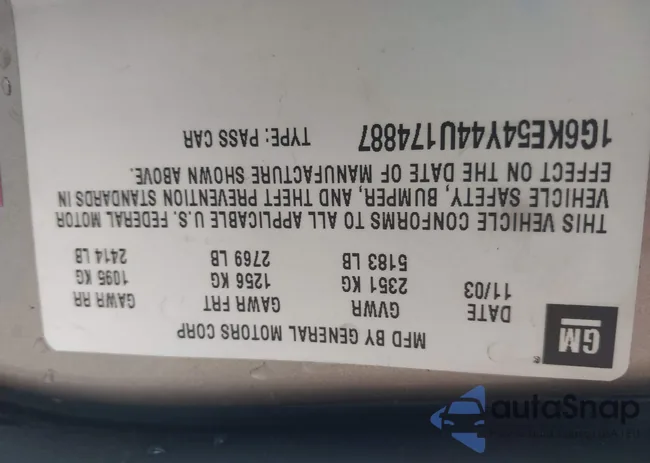 MFD BY GENERAL MOTORS CORP
GM
DATE GVWR GAWR FRT GAWR RR
11/03 2351 KG 1256 KG 1095 KG
5183 LB 2769 LB 2414 LB
THIS VEHICLE CONFORMS TO ALL APPLICABLE U.S. FEDERAL MOTOR
VEHICLE SAFETY, BUMPER, AND THEFT PREVENTION STANDARDS IN
EFFECT ON THE DATE OF MANUFACTURE SHOWN ABOVE.
1G6KE54Y44U174887 TYPE: PASS CAR
autoSnap